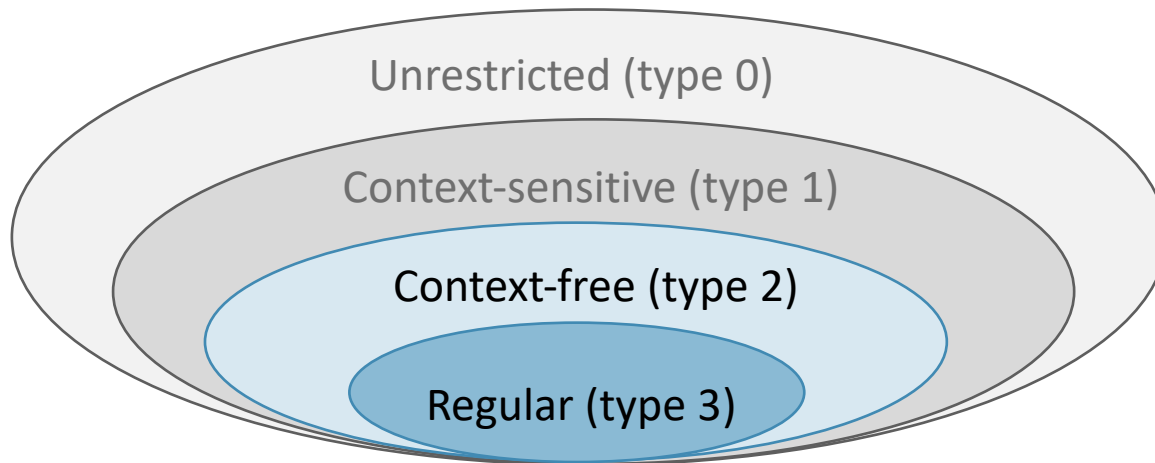 Unrestricted (type 0)
Context-sensitive (type 1)
Context-free (type 2)
Regular (type 3)